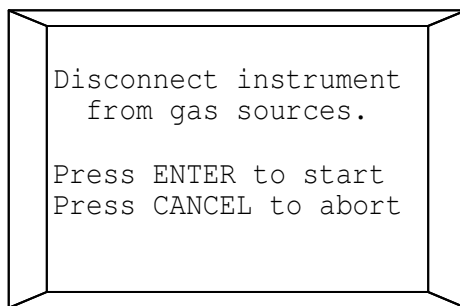 Disconnect instrument
from gas sources.
Press ENTER to start
Press CANCEL to abort